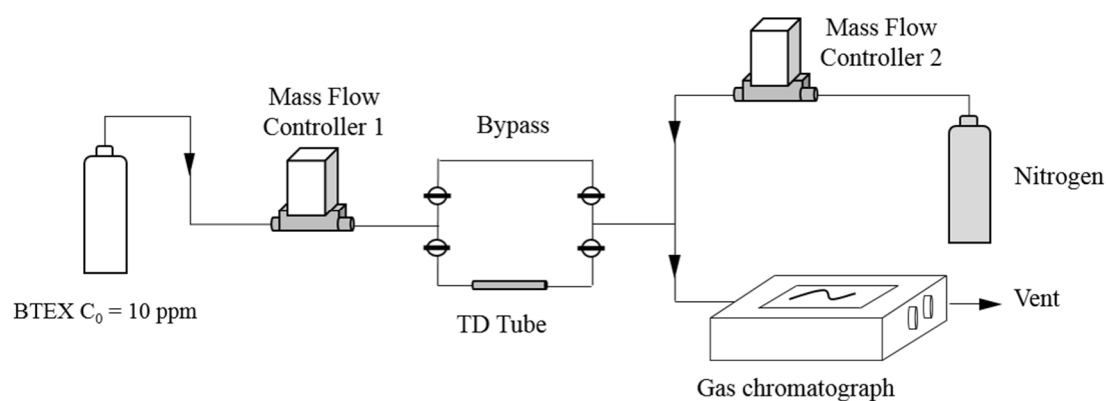 Mass Flow
Controller 2
Mass Flow
Controller 1
Bypass
Nitrogen
BTEX C₀ = 10 ppm
TD Tube
Vent
Gas chromatograph